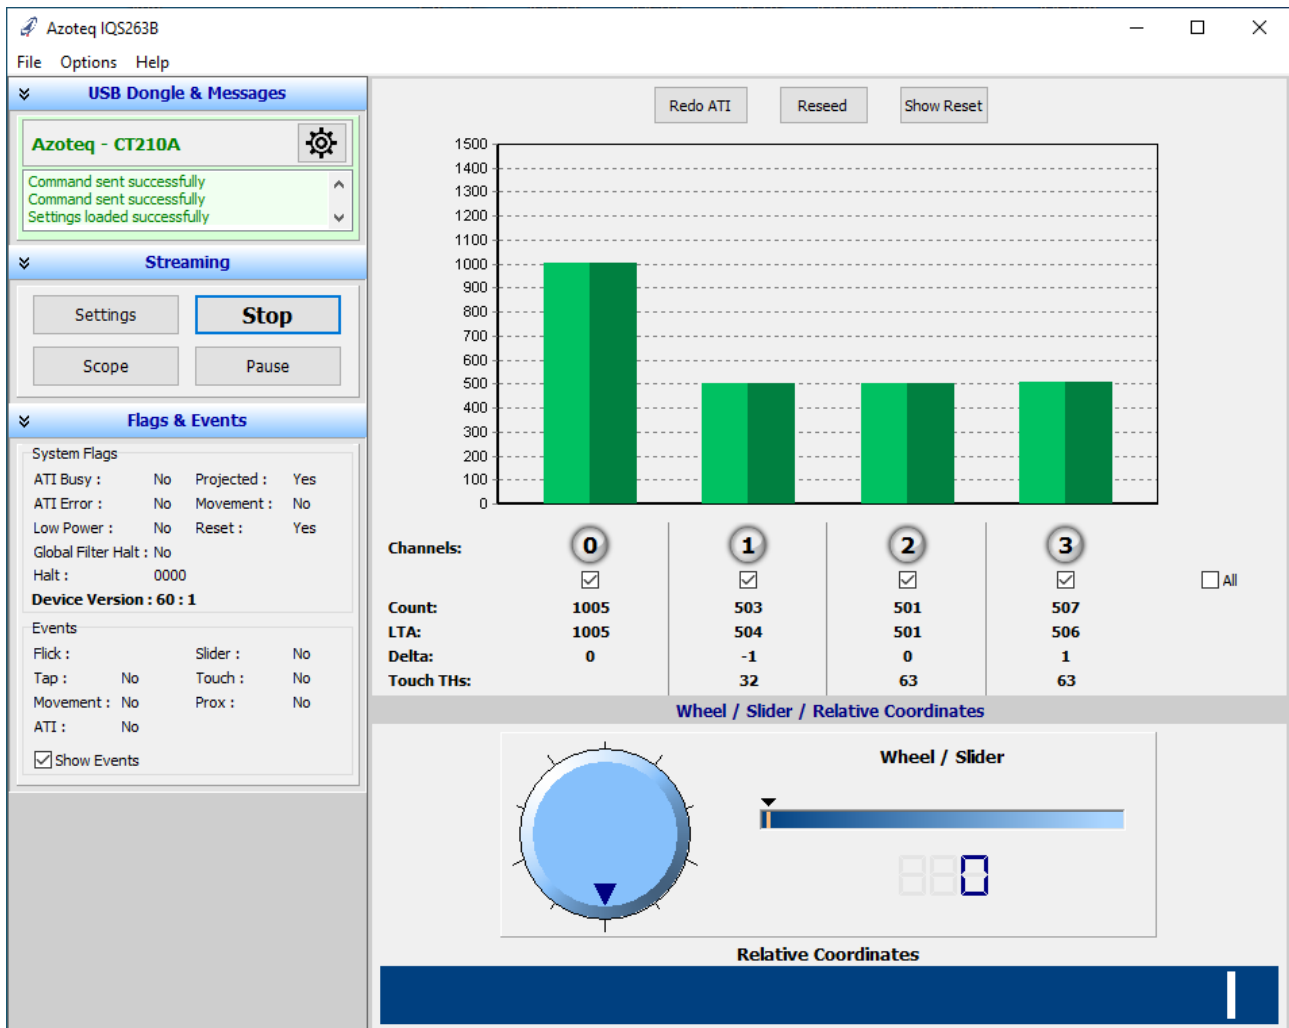 Azoteq IQS263B
File Options Help
USB Dongle & Messages
Azoteq - CT210A
Command sent successfully
Command sent successfully
Settings loaded successfully
Streaming
Settings Stop
Scope Pause
Flags & Events
System Flags
ATI Busy : No Projected : Yes
ATI Error : No Movement : No
Low Power : No Reset : Yes
Global Filter Halt : No
Halt : 0000
Device Version : 60 : 1
Events
Flick : Slider : No
Tap : No Touch : No
Movement : No Prox : No
ATI : No
Show Events
Redo ATI Reseed Show Reset
1500
1400
1300
1200
1100
1000
900
800
700
600
500
400
300
200
100
0
Channels: 0 1 2 3
All
Count: 1005 503 501 507
LTA: 1005 504 501 506
Delta: 0 -1 0 1
Touch THs: 32 63 63
Wheel / Slider / Relative Coordinates
Wheel / Slider
0
Relative Coordinates